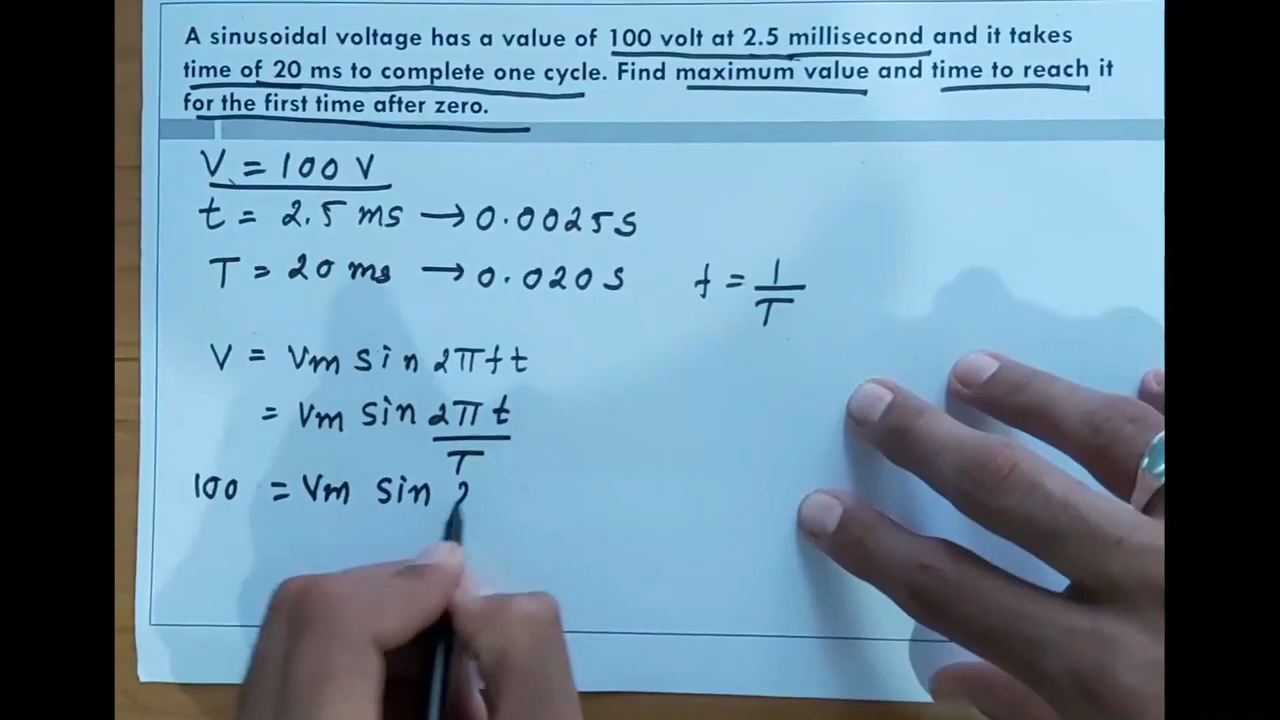 A sinusoidal voltage has a value of 100 volt at 2.5 millisecond and it takes
time of 20 ms to complete one cycle. Find maximum value and time to reach it
for the first time after zero.
V = 100 V
t = 2.5 ms → 0.0025 s
T = 20 ms → 0.020 s f = 1/T
V = Vm sin 2πft
= Vm sin 2πt/T
100 = Vm sin 2